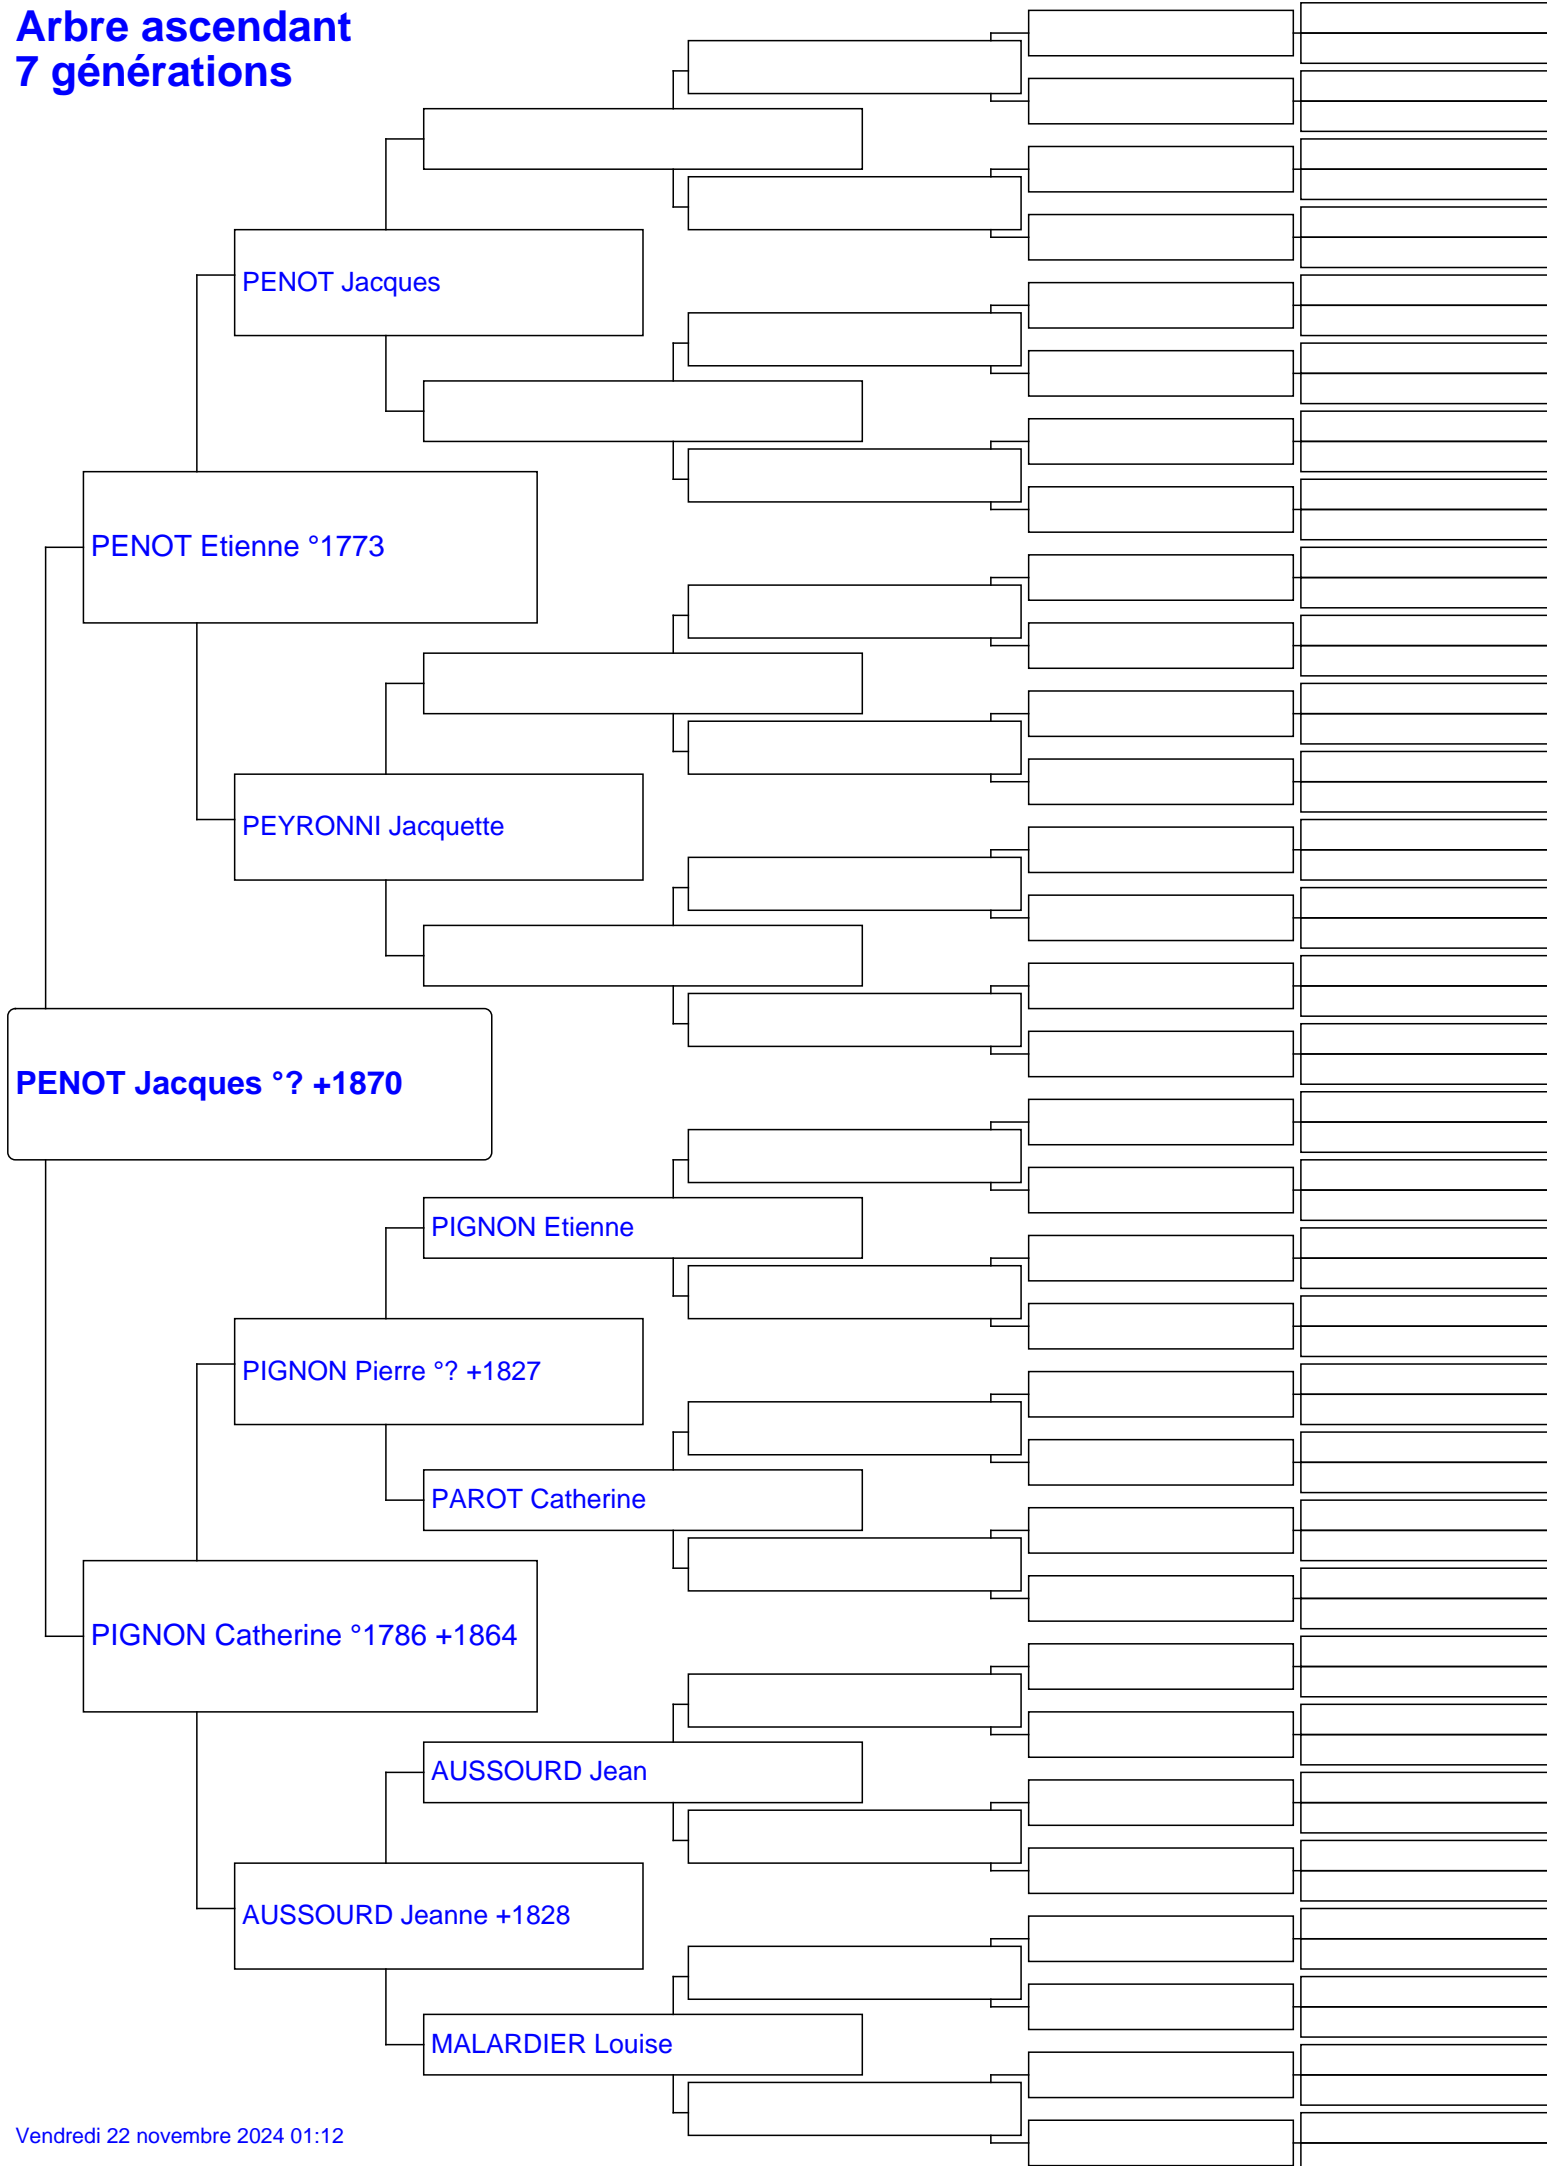 Arbre ascendant
7 générations
PENOT Jacques
PENOT Etienne °1773
PEYRONNI Jacquette
PENOT Jacques °? +1870
PIGNON Etienne
PIGNON Pierre °? +1827
PAROT Catherine
PIGNON Catherine °1786 +1864
AUSSOURD Jean
AUSSOURD Jeanne +1828
MALARDIER Louise
Vendredi 22 novembre 2024 01:12